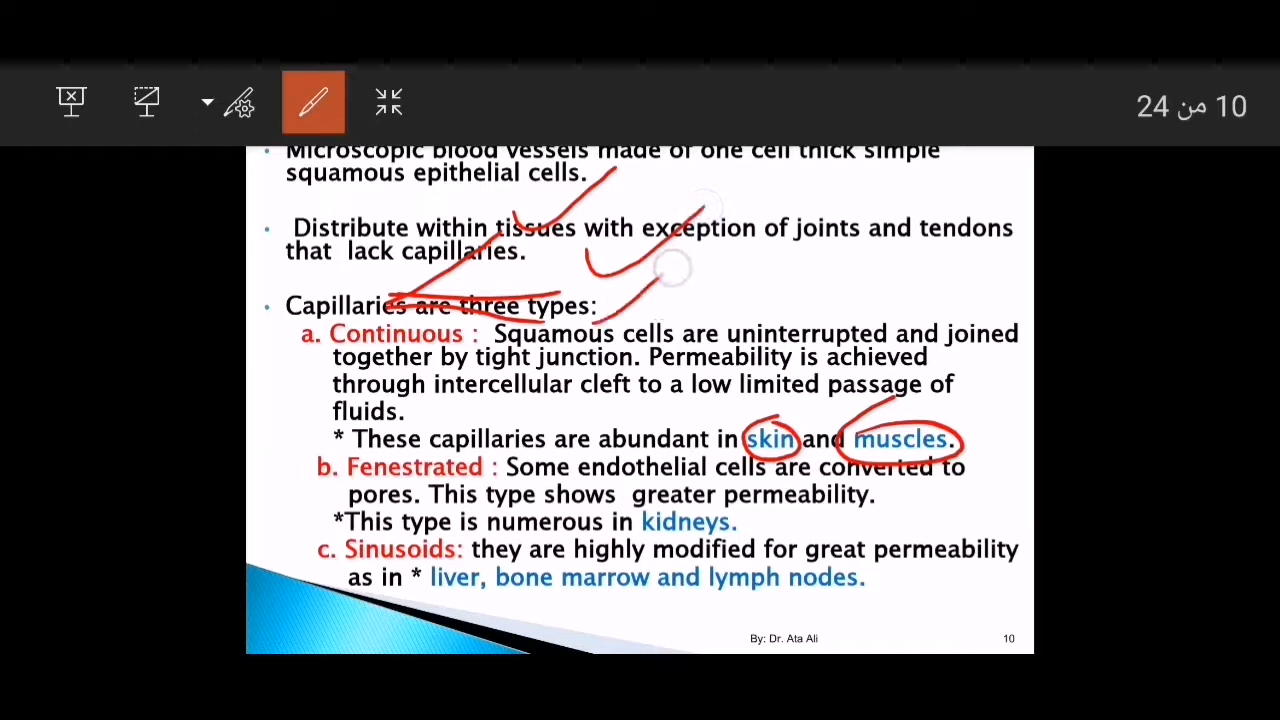 10 من 24
Microscopic blood vessels made of one cell thick simple
squamous epithelial cells.
Distribute within tissues with exception of joints and tendons
that lack capillaries.
Capillaries are three types:
a. Continuous : Squamous cells are uninterrupted and joined
together by tight junction. Permeability is achieved
through intercellular cleft to a low limited passage of
fluids.
* These capillaries are abundant in skin and muscles.
b. Fenestrated : Some endothelial cells are converted to
pores. This type shows greater permeability.
*This type is numerous in kidneys.
c. Sinusoids: they are highly modified for great permeability
as in * liver, bone marrow and lymph nodes.
By: Dr. Ata Ali
10